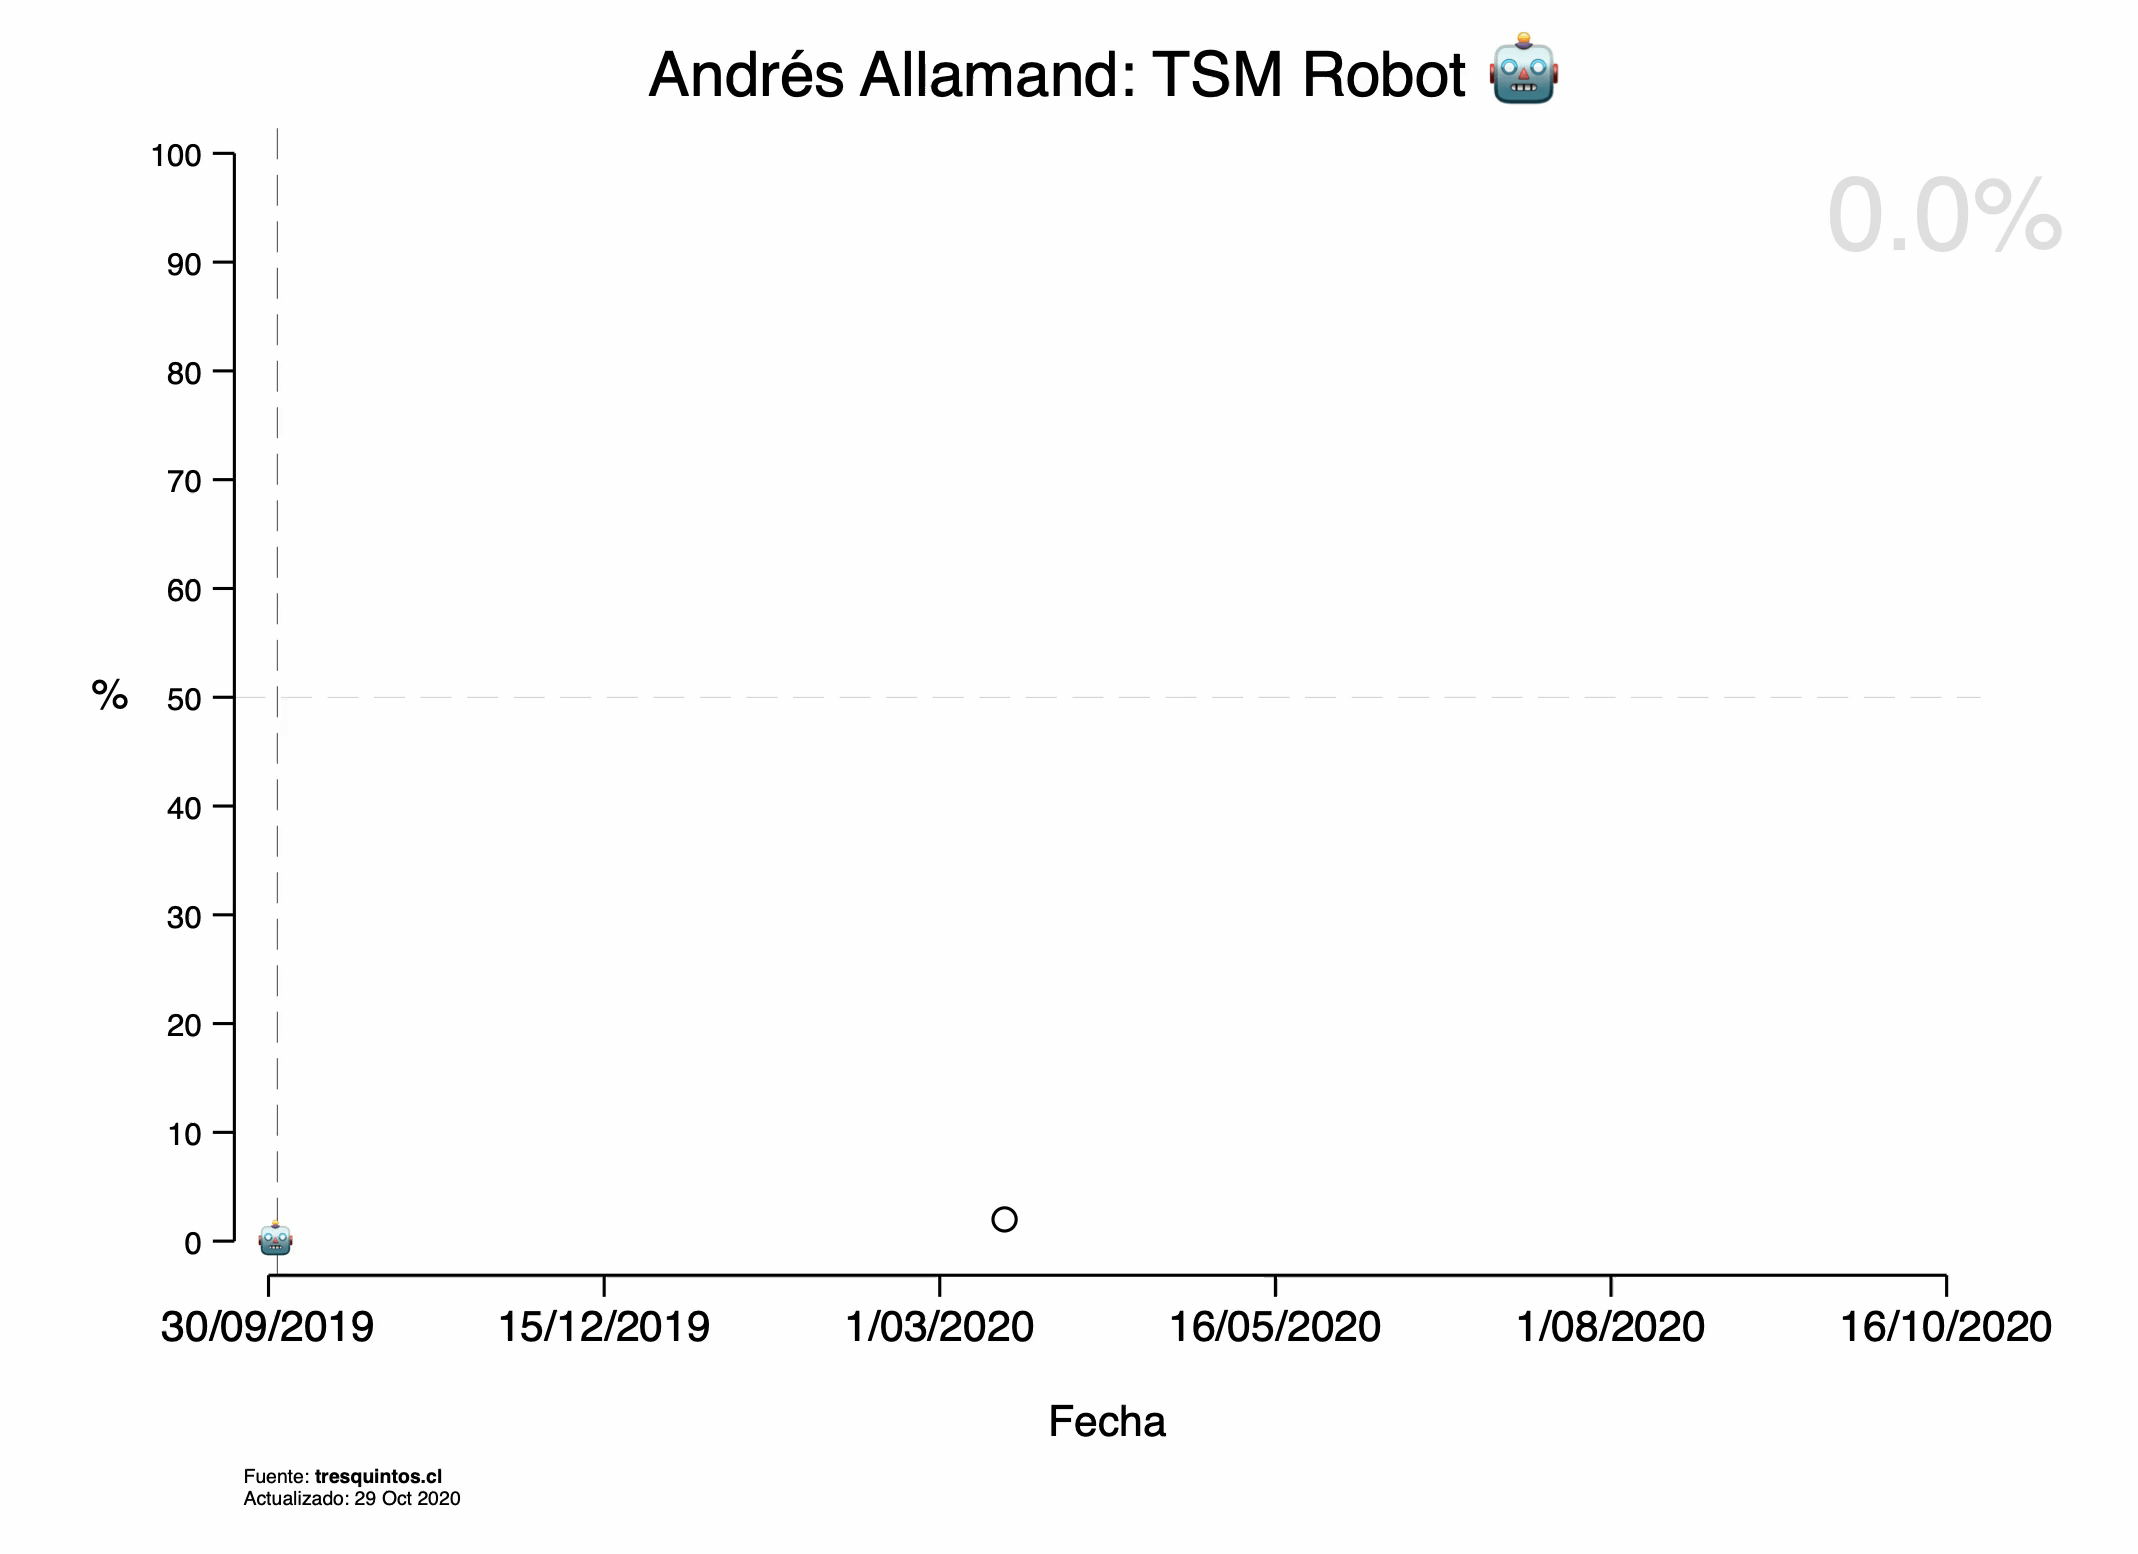 Andrés Allamand: TSM Robot 🤖
0.0%
100
90
80
70
60
50
40
30
20
10
0
%
30/09/2019 15/12/2019 1/03/2020 16/05/2020 1/08/2020 16/10/2020
Fecha
Fuente: tresquintos.cl
Actualizado: 29 Oct 2020